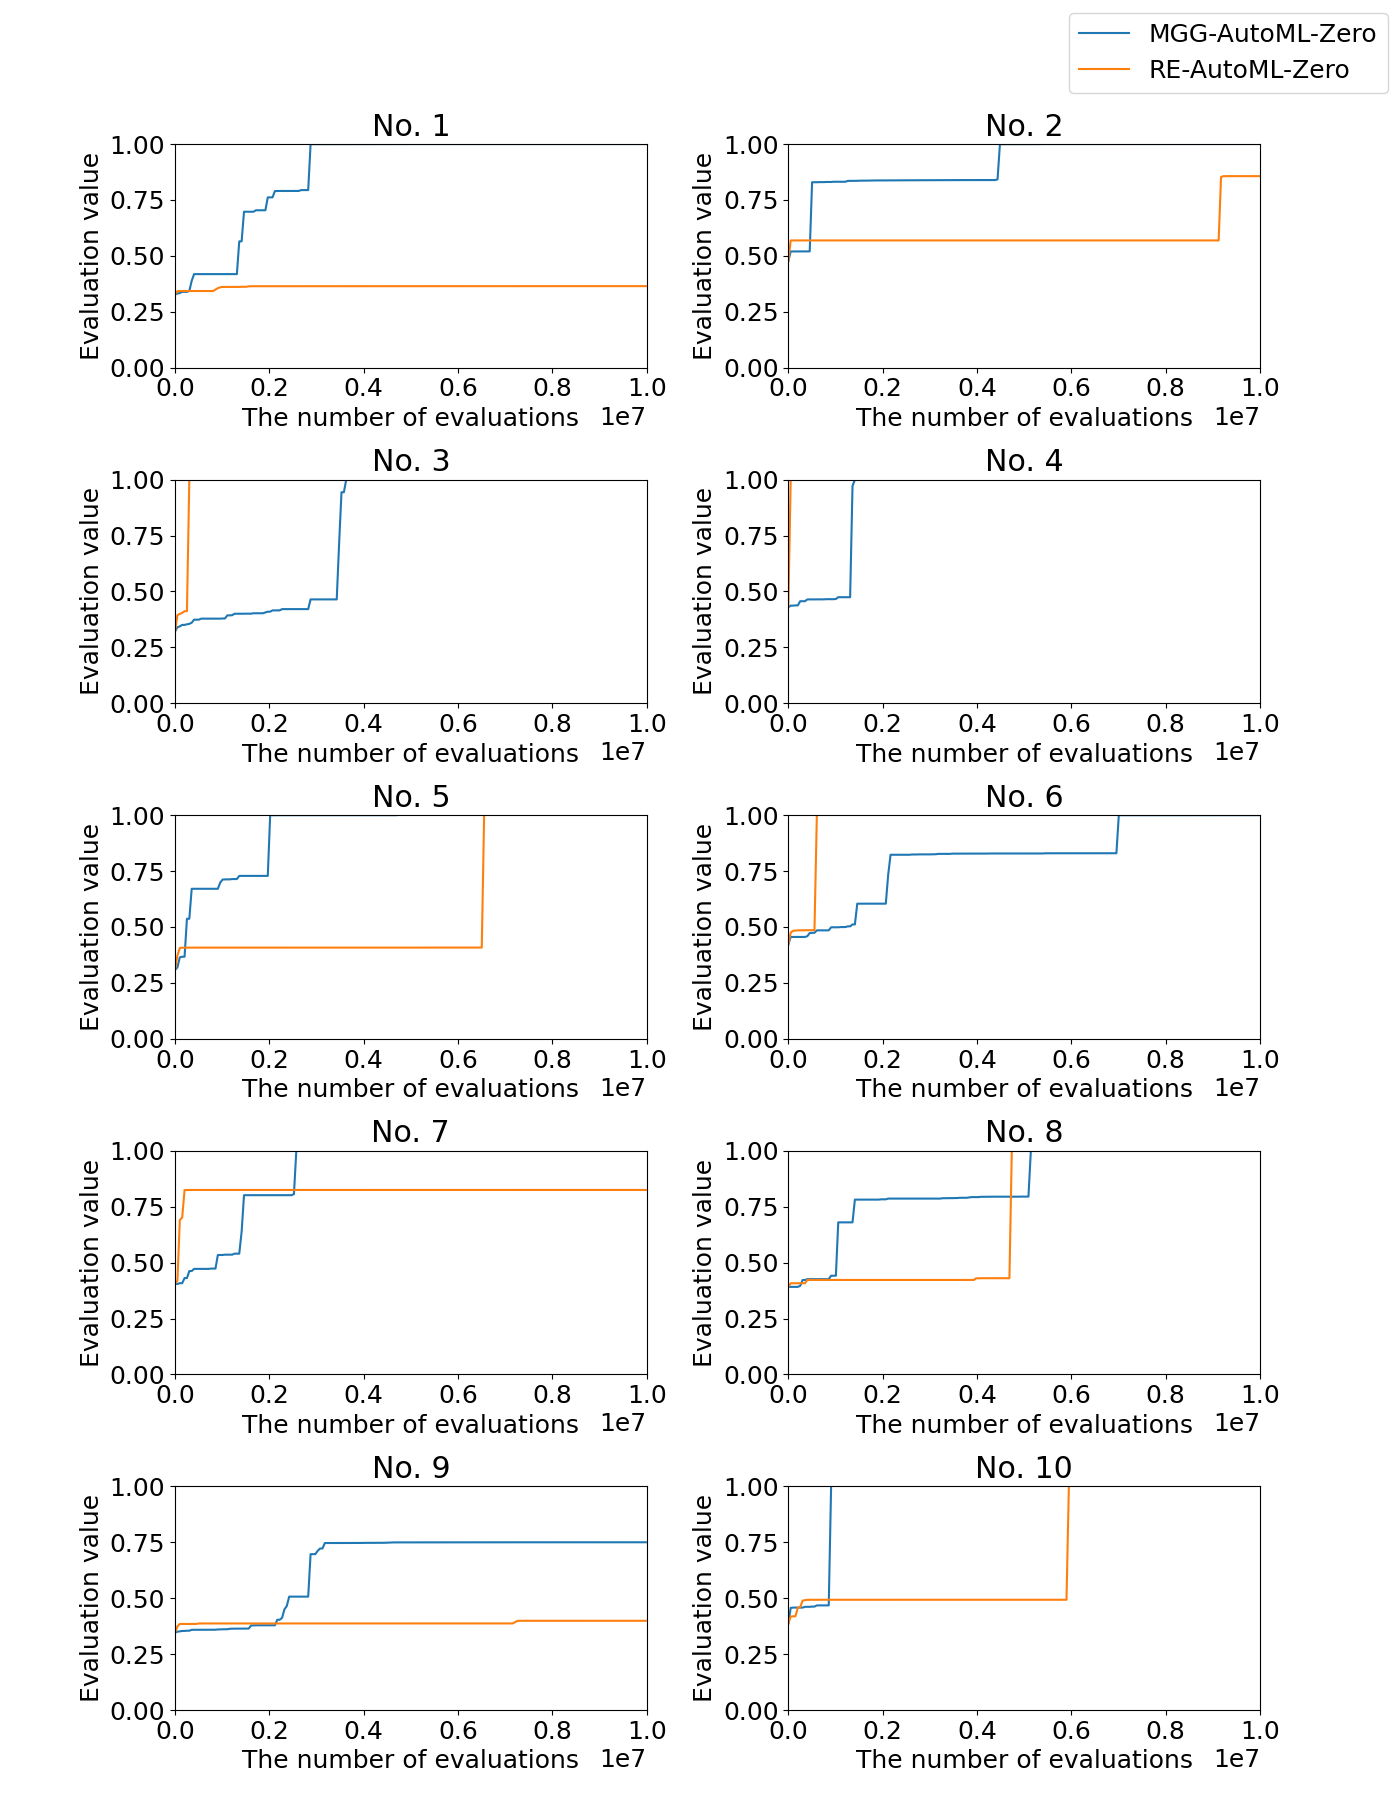 MGG-AutoML-Zero
RE-AutoML-Zero
No. 1
Evaluation value
1.00
0.75
0.50
0.25
0.00
0.0 0.2 0.4 0.6 0.8 1.0
The number of evaluations 1e7
No. 2
Evaluation value
1.00
0.75
0.50
0.25
0.00
0.0 0.2 0.4 0.6 0.8 1.0
The number of evaluations 1e7
No. 3
Evaluation value
1.00
0.75
0.50
0.25
0.00
0.0 0.2 0.4 0.6 0.8 1.0
The number of evaluations 1e7
No. 4
Evaluation value
1.00
0.75
0.50
0.25
0.00
0.0 0.2 0.4 0.6 0.8 1.0
The number of evaluations 1e7
No. 5
Evaluation value
1.00
0.75
0.50
0.25
0.00
0.0 0.2 0.4 0.6 0.8 1.0
The number of evaluations 1e7
No. 6
Evaluation value
1.00
0.75
0.50
0.25
0.00
0.0 0.2 0.4 0.6 0.8 1.0
The number of evaluations 1e7
No. 7
Evaluation value
1.00
0.75
0.50
0.25
0.00
0.0 0.2 0.4 0.6 0.8 1.0
The number of evaluations 1e7
No. 8
Evaluation value
1.00
0.75
0.50
0.25
0.00
0.0 0.2 0.4 0.6 0.8 1.0
The number of evaluations 1e7
No. 9
Evaluation value
1.00
0.75
0.50
0.25
0.00
0.0 0.2 0.4 0.6 0.8 1.0
The number of evaluations 1e7
No. 10
Evaluation value
1.00
0.75
0.50
0.25
0.00
0.0 0.2 0.4 0.6 0.8 1.0
The number of evaluations 1e7